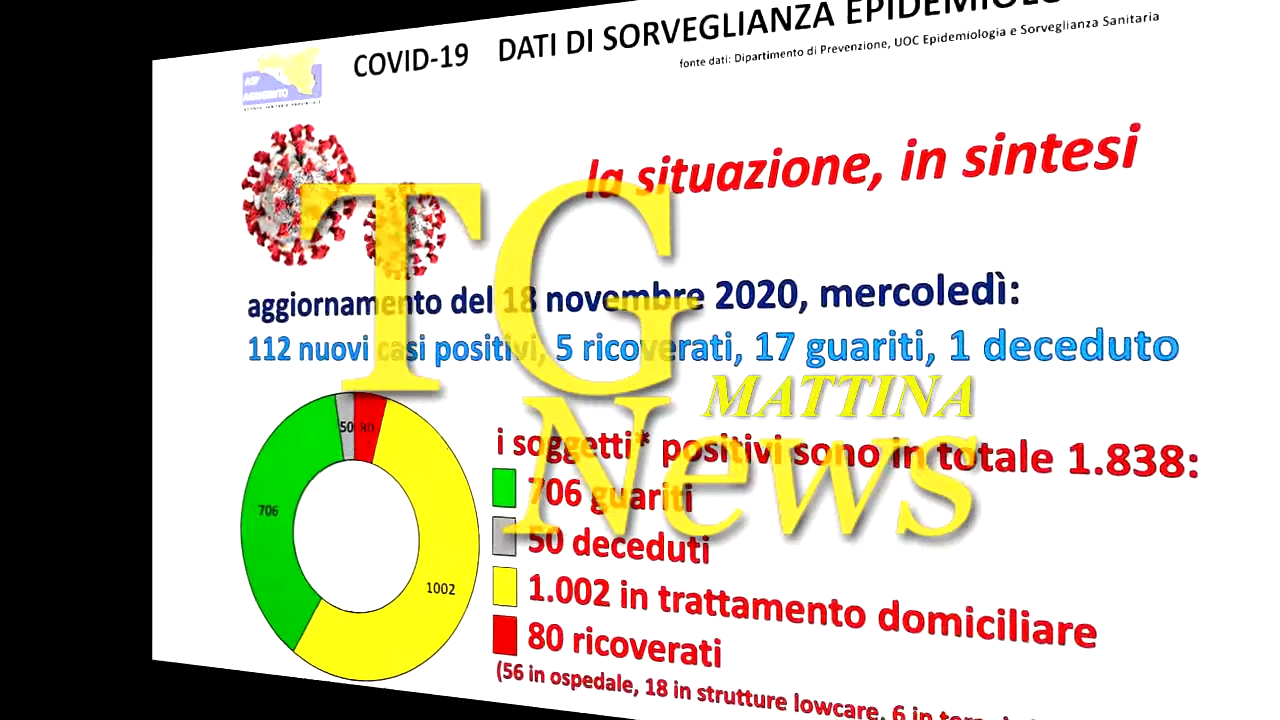 COVID-19 DATI DI SORVEGLIANZA
fonte dati: Dipartimento di Prevenzione, UOC Epidemiologia e Sorveglianza Sanitaria
ASP
AGRIGENTO
la situazione, in sintesi
aggiornamento del 18 novembre 2020, mercoledì:
112 nuovi casi positivi, 5 ricoverati, 17 guariti, 1 deceduto
TG
MATTINA
News
50 80
706
1002
i soggetti* positivi sono in totale 1.838:
706 guariti
50 deceduti
1.002 in trattamento domiciliare
80 ricoverati
(56 in ospedale, 18 in strutture lowcare, 6 in